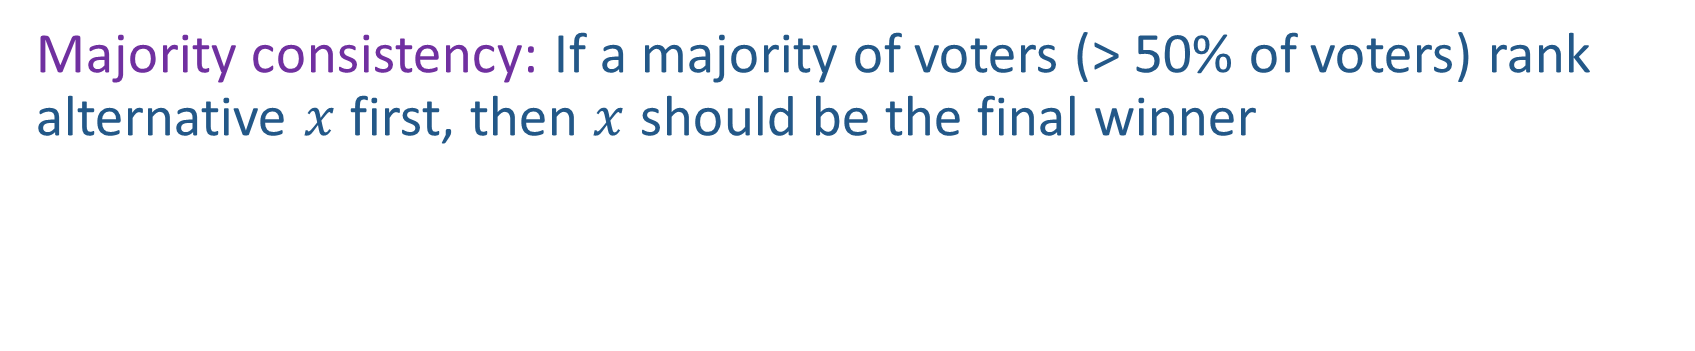 Majority consistency: If a majority of voters (> 50% of voters) rank
alternative 𝑥 first, then 𝑥 should be the final winner